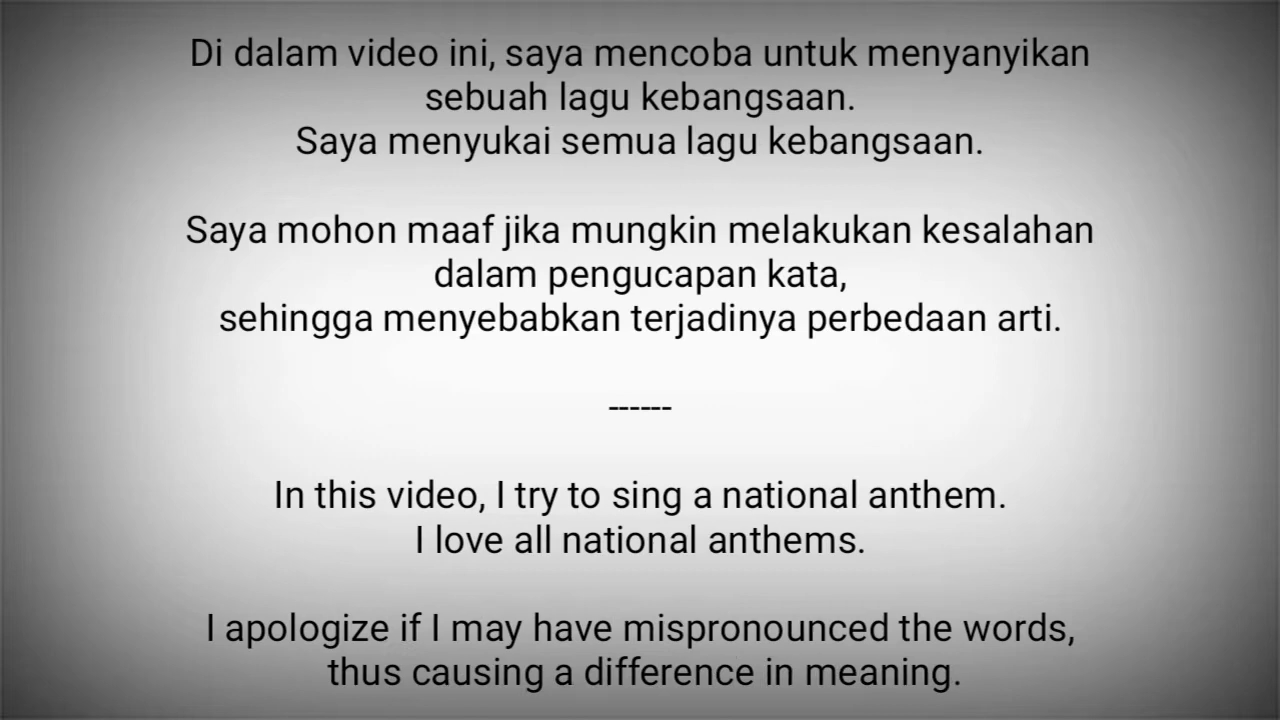 Di dalam video ini, saya mencoba untuk menyanyikan
sebuah lagu kebangsaan.
Saya menyukai semua lagu kebangsaan.
Saya mohon maaf jika mungkin melakukan kesalahan
dalam pengucapan kata,
sehingga menyebabkan terjadinya perbedaan arti.
------
In this video, I try to sing a national anthem.
I love all national anthems.
I apologize if I may have mispronounced the words,
thus causing a difference in meaning.